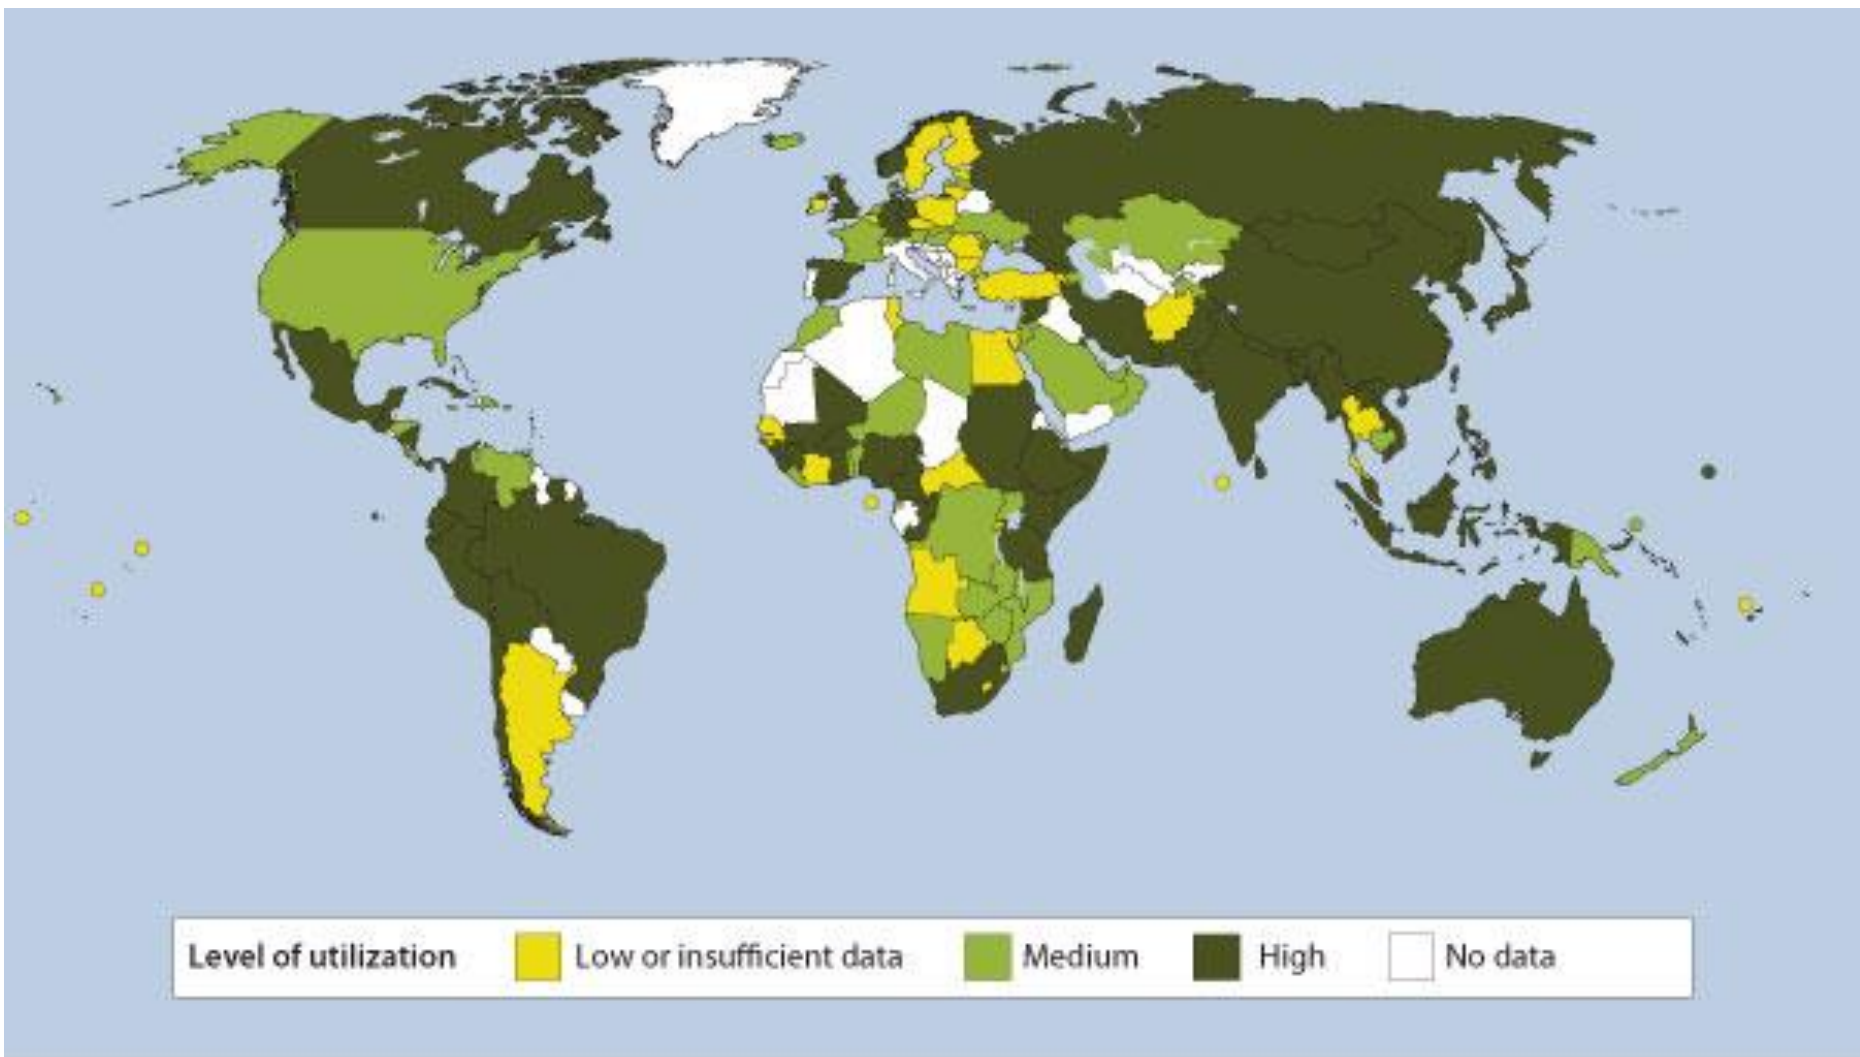 Level of utilization Low or insufficient data Medium High No data